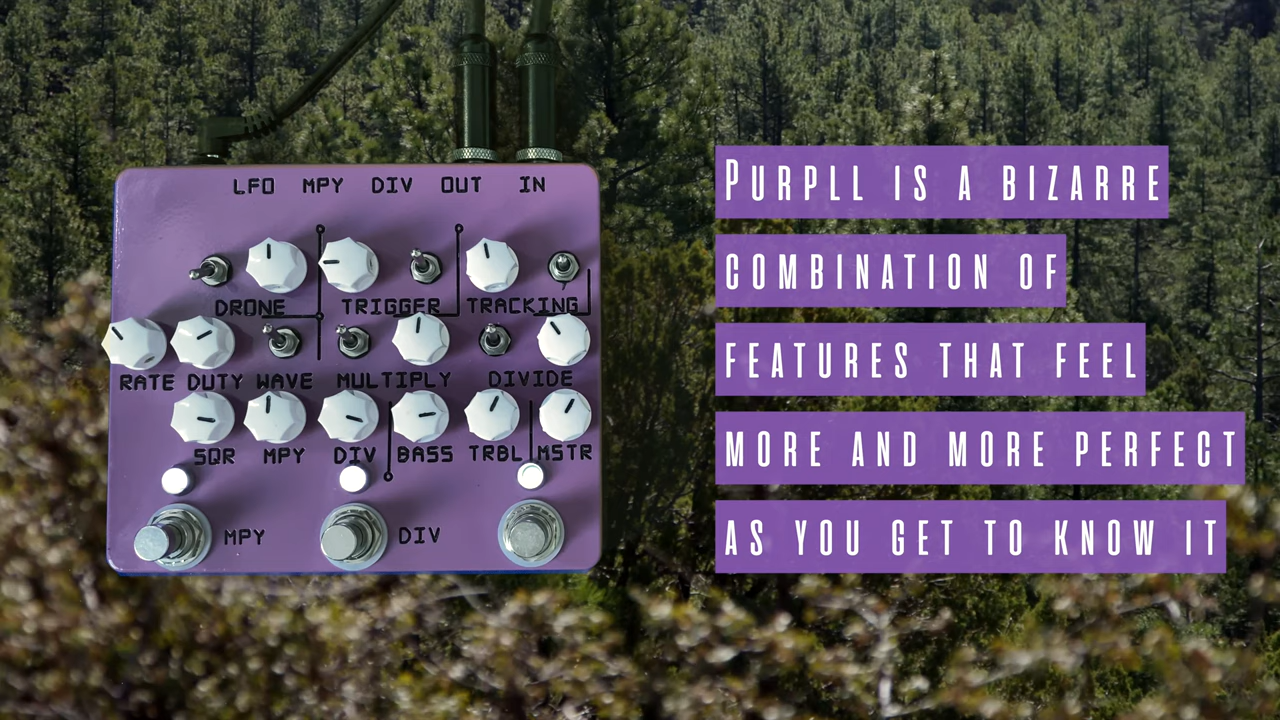 LFO MPY DIV OUT IN
DRONE TRIGGER TRACKING
RATE DUTY WAVE MULTIPLY DIVIDE
SQR MPY DIV BASS TRBL MSTR
MPY DIV
PURPLL IS A BIZARRE
COMBINATION OF
FEATURES THAT FEEL
MORE AND MORE PERFECT
AS YOU GET TO KNOW IT